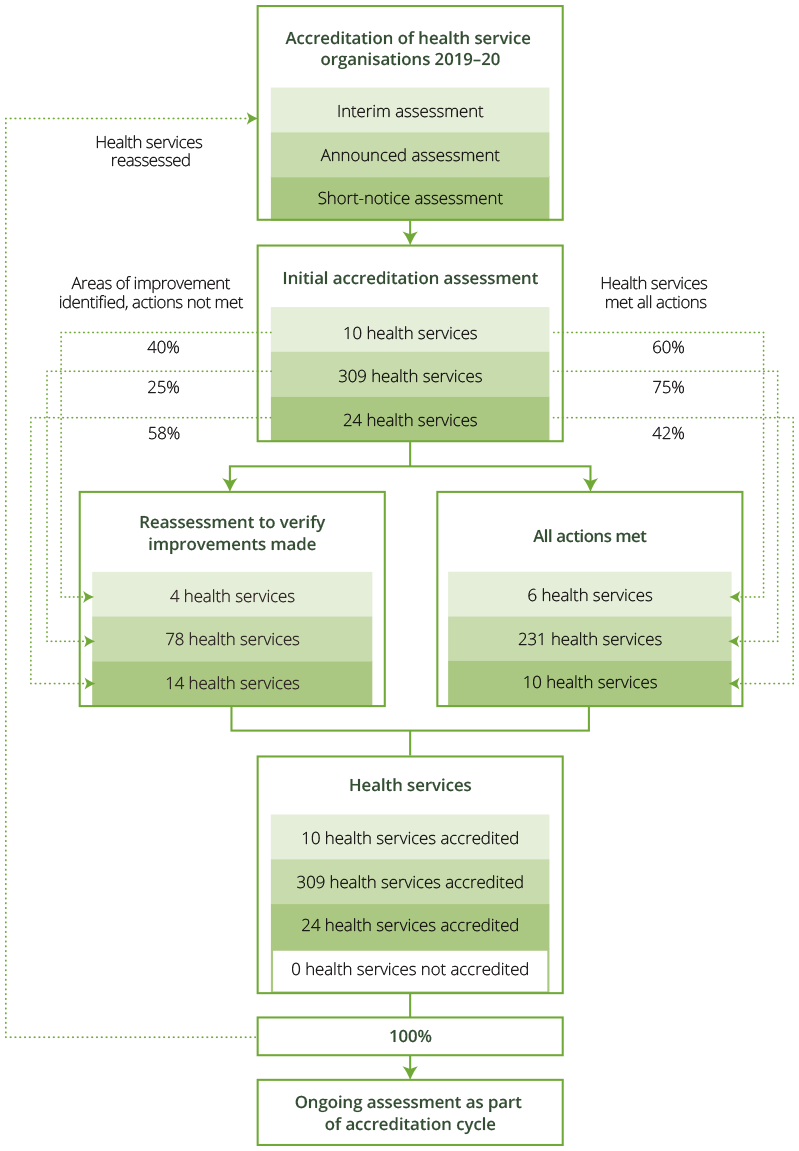 Accreditation of health service
organisations 2019–20
Interim assessment
Announced assessment
Short-notice assessment
Health services
reassessed
Initial accreditation assessment
10 health services
309 health services
24 health services
Areas of improvement
identified, actions not met
40%
25%
58%
Health services
met all actions
60%
75%
42%
Reassessment to verify
improvements made
4 health services
78 health services
14 health services
All actions met
6 health services
231 health services
10 health services
Health services
10 health services accredited
309 health services accredited
24 health services accredited
0 health services not accredited
100%
Ongoing assessment as part
of accreditation cycle